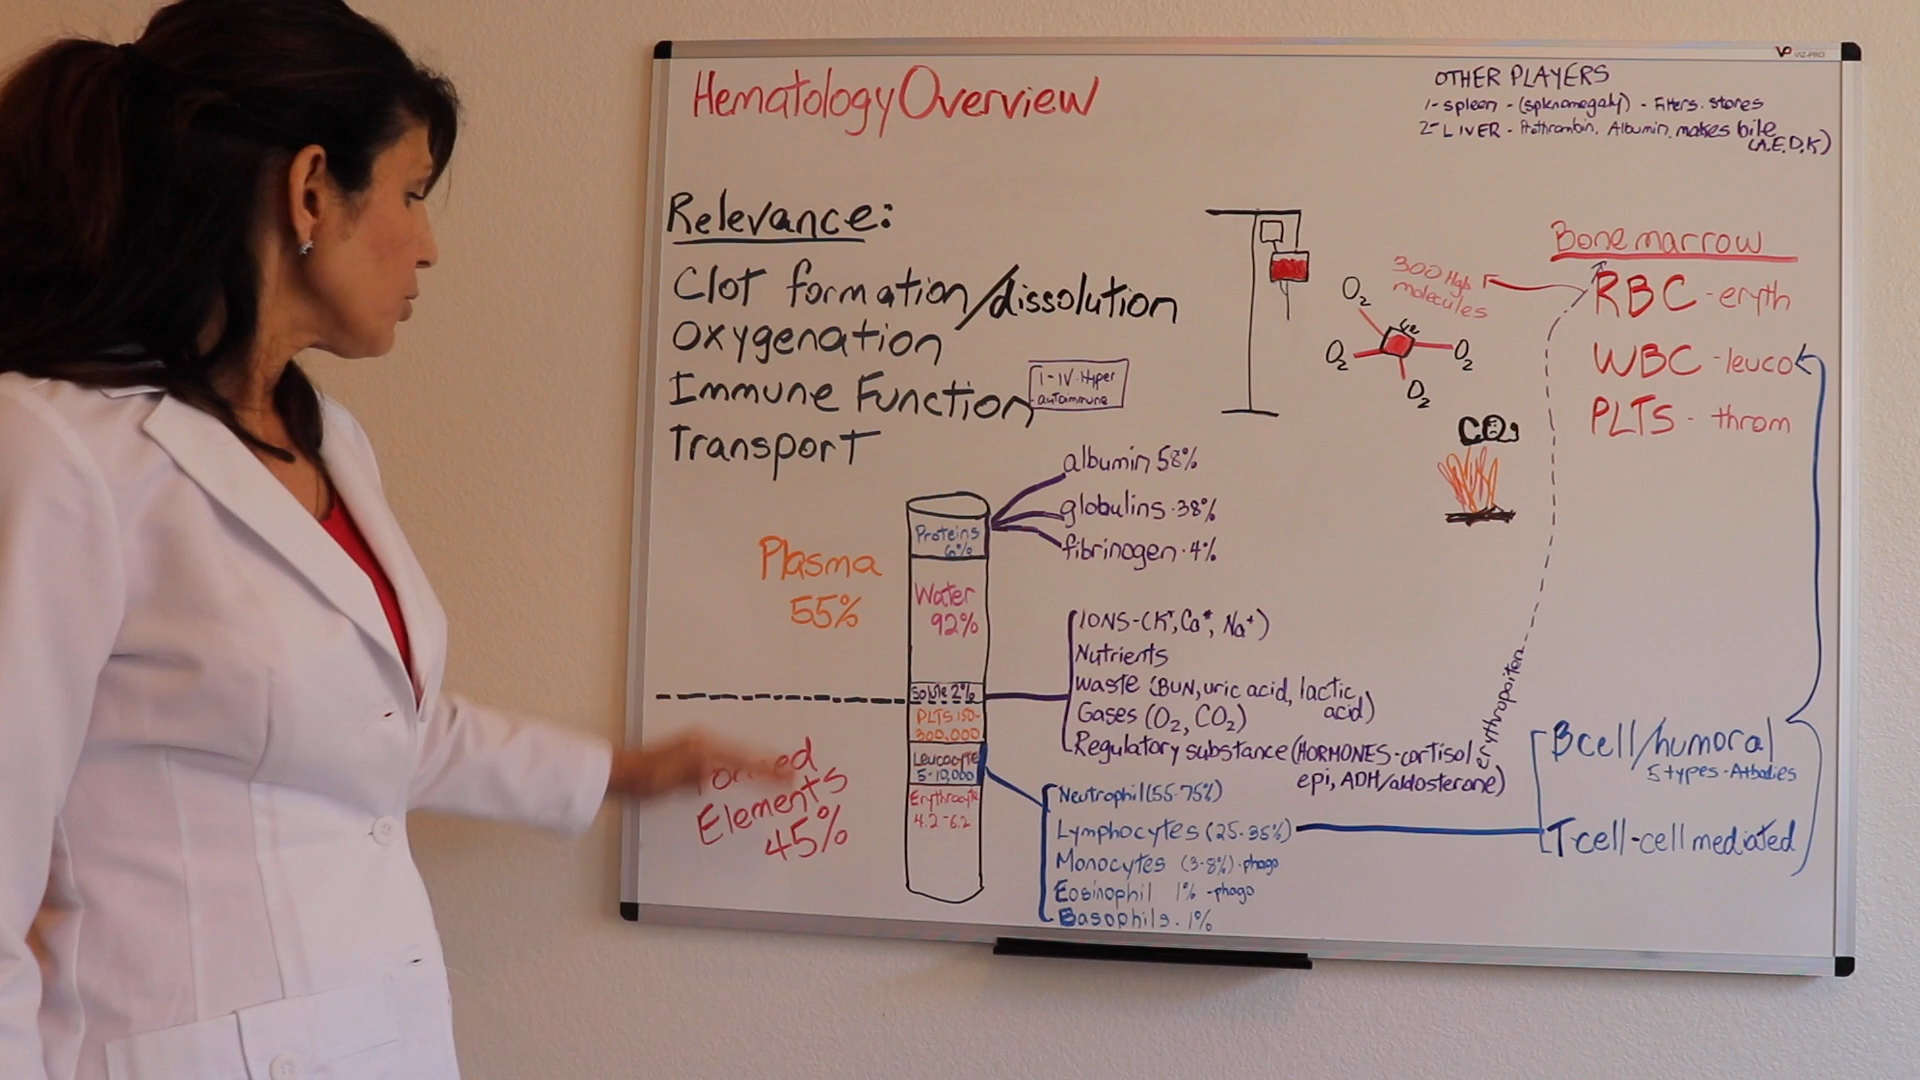 VP VIZ-PRO
Hematology Overview
OTHER PLAYERS
1- spleen - (splenomegaly) - Filters. stores
2- LIVER - Prothrombin, Albumin, makes bile
(A,E,D,K)
Relevance:
Clot formation/dissolution
Oxygenation
Immune Function
1-IV Hyper
autoimmune
Transport
300 Hgb
molecules
O2
O2
O2
O2
CO2
Bone marrow
RBC - eryth
WBC - leuco
PLTS - throm
Plasma
55%
Proteins
6%
albumin 58%
globulins · 38%
fibrinogen · 4%
Water
92%
Solute 2%
IONS-(K+, Ca+, Na+)
Nutrients
Waste (BUN, uric acid, lactic
acid)
Gases (O2, CO2)
Regulatory substance (HORMONES-cortisol
epi, ADH/aldosterone)
erythropoiten
Elements
45%
PLTS 150-
300,000
Leucocyte
5-10,000
Erythrocyte
4.2-6.2
Neutrophil (55-75%)
Lymphocytes (25-35%)
Monocytes (3-8%) · phago
Eosinophil 1% - phago
Basophils · 1%
B cell/humoral
5 types - Atbodies
T cell - cell mediated